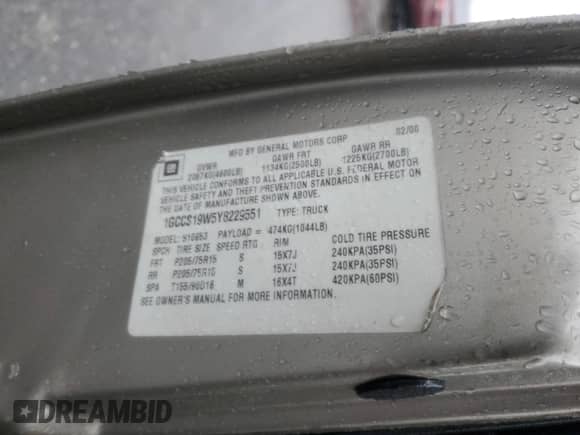 MFD BY GENERAL MOTORS CORP 02/00
GM
GVWR GAWR FRT GAWR RR
2087KG(4600LB) 1134KG(2500LB) 1225KG(2700LB)
THIS VEHICLE CONFORMS TO ALL APPLICABLE U.S. FEDERAL MOTOR
VEHICLE SAFETY AND THEFT PREVENTION STANDARDS IN EFFECT ON
THE DATE OF MANUFACTURE SHOWN ABOVE.
1GCCS19W5Y8229551 TYPE: TRUCK
MODEL: S10653 PAYLOAD = 474KG(1044LB)
SPCH TIRE SIZE SPEED RTG RIM COLD TIRE PRESSURE
FRT P205/75R15 S 15X7J 240KPA(35PSI)
RR P205/75R15 S 15X7J 240KPA(35PSI)
SPA T155/90D16 M 16X4T 420KPA(60PSI)
SEE OWNER'S MANUAL FOR MORE INFORMATION.
DREAMBID